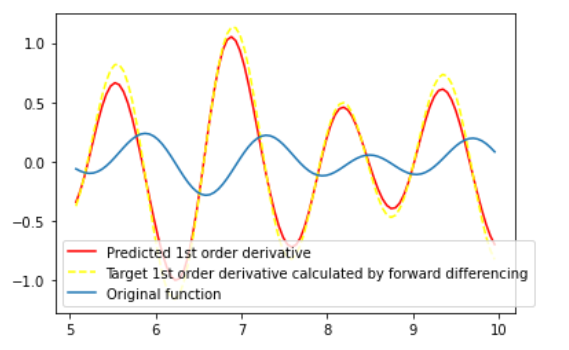 1.0
0.5
0.0
−0.5
−1.0
Predicted 1st order derivative
Target 1st order derivative calculated by forward differencing
Original function
5 6 7 8 9 10